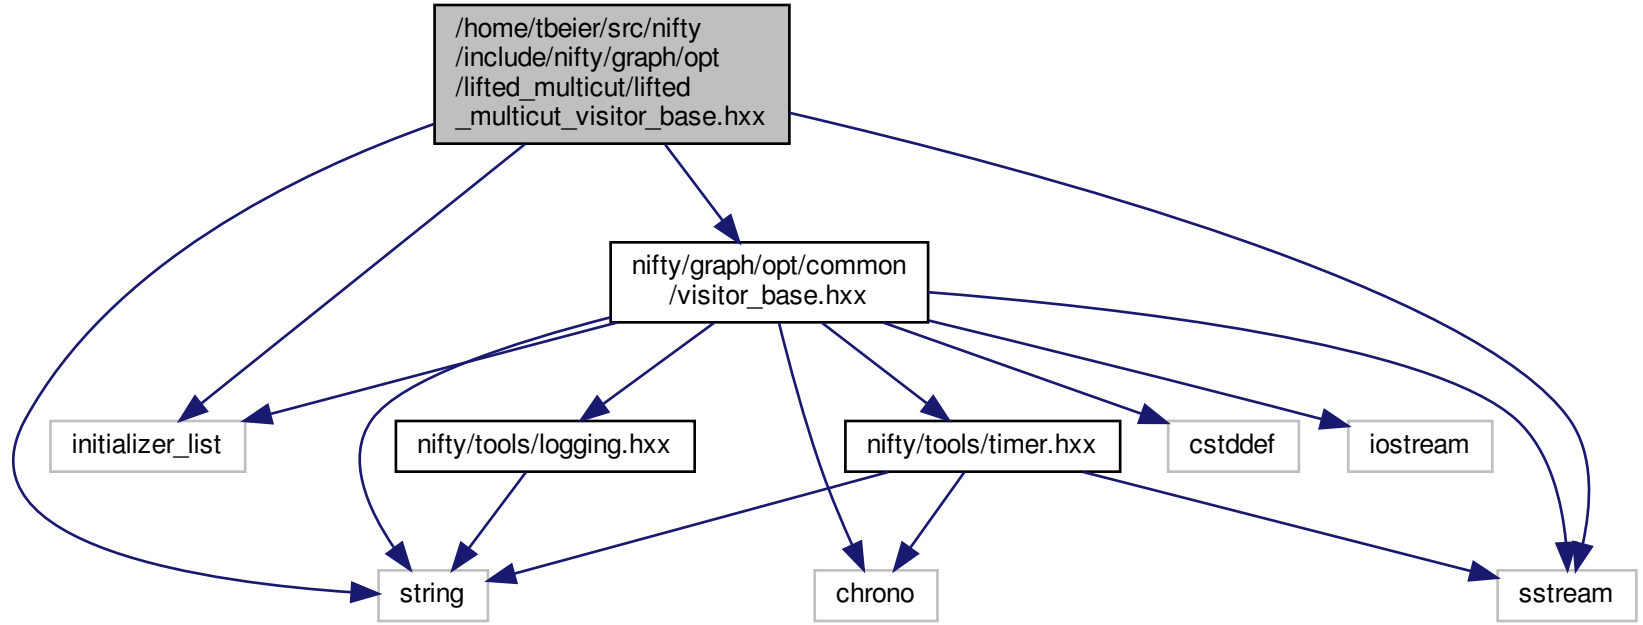 /home/tbeier/src/nifty
/include/nifty/graph/opt
/lifted_multicut/lifted
_multicut_visitor_base.hxx
nifty/graph/opt/common
/visitor_base.hxx
initializer_list
nifty/tools/logging.hxx
nifty/tools/timer.hxx
cstddef
iostream
string
chrono
sstream